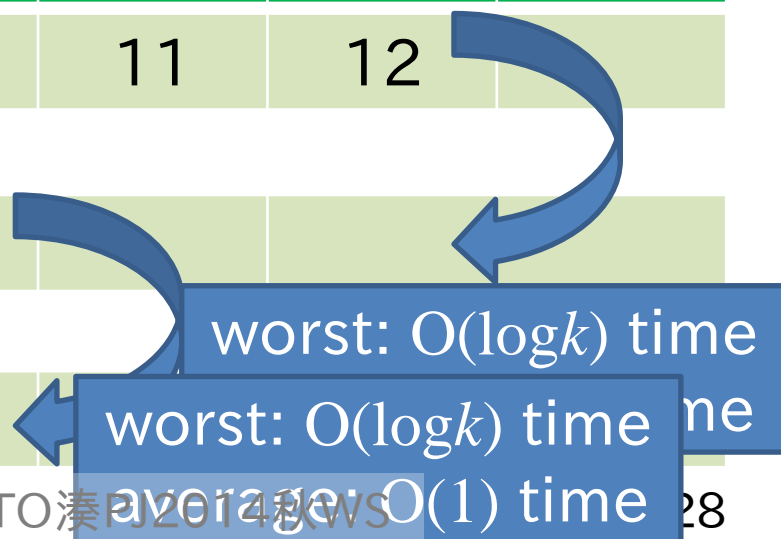 11 12
worst: O(logk) time
me
worst: O(logk) time
average: O(1) time
TO湊PJ2014秋WS
28